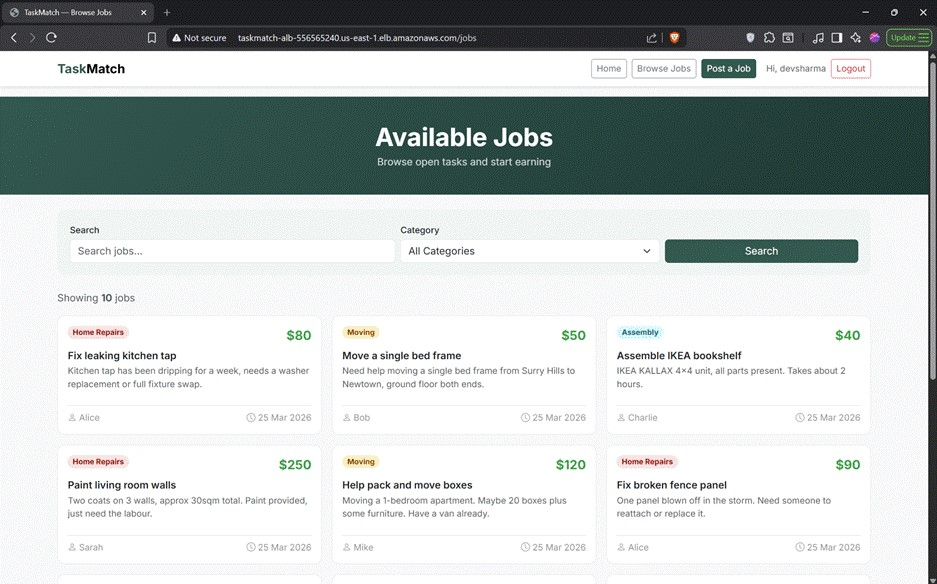 TaskMatch — Browse Jobs
Not secure taskmatch-alb-556565240.us-east-1.elb.amazonaws.com/jobs Update
TaskMatch Home Browse Jobs Post a Job Hi, devsharma Logout
Available Jobs
Browse open tasks and start earning
Search Category
Search jobs... All Categories Search
Showing 10 jobs
Home Repairs $80
Fix leaking kitchen tap
Kitchen tap has been dripping for a week, needs a washer
replacement or full fixture swap.
Alice 25 Mar 2026
Moving $50
Move a single bed frame
Need help moving a single bed frame from Surry Hills to
Newtown, ground floor both ends.
Bob 25 Mar 2026
Assembly $40
Assemble IKEA bookshelf
IKEA KALLAX 4×4 unit, all parts present. Takes about 2
hours.
Charlie 25 Mar 2026
Home Repairs $250
Paint living room walls
Two coats on 3 walls, approx 30sqm total. Paint provided,
just need the labour.
Sarah 25 Mar 2026
Moving $120
Help pack and move boxes
Moving a 1-bedroom apartment. Maybe 20 boxes plus
some furniture. Have a van already.
Mike 25 Mar 2026
Home Repairs $90
Fix broken fence panel
One panel blown off in the storm. Need someone to
reattach or replace it.
Alice 25 Mar 2026